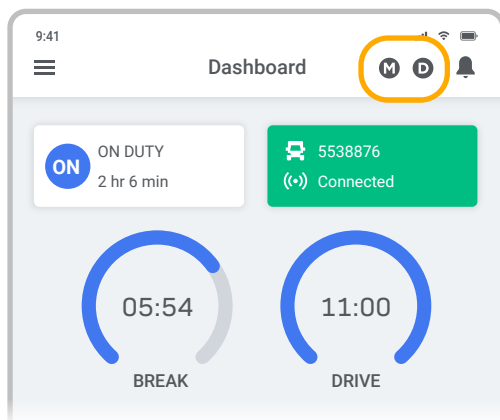 9:41
Dashboard M D
ON ON DUTY
2 hr 6 min
5538876
Connected
05:54
BREAK
11:00
DRIVE